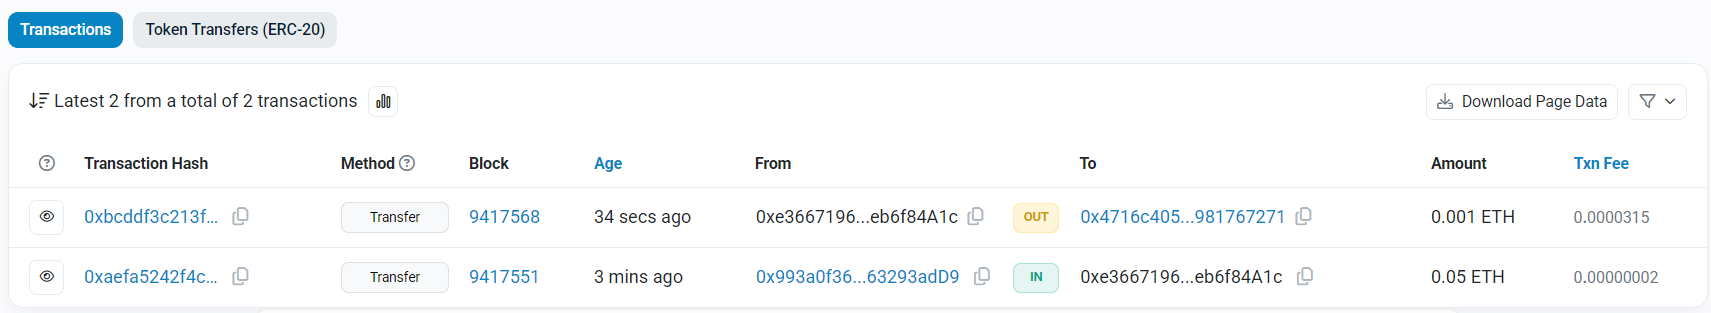 Transactions Token Transfers (ERC-20)
Latest 2 from a total of 2 transactions Download Page Data
Transaction Hash Method Block Age From To Amount Txn Fee
0xbcddf3c213f... Transfer 9417568 34 secs ago 0xe3667196...eb6f84A1c OUT 0x4716c405...981767271 0.001 ETH 0.0000315
0xaefa5242f4c... Transfer 9417551 3 mins ago 0x993a0f36...63293adD9 IN 0xe3667196...eb6f84A1c 0.05 ETH 0.00000002